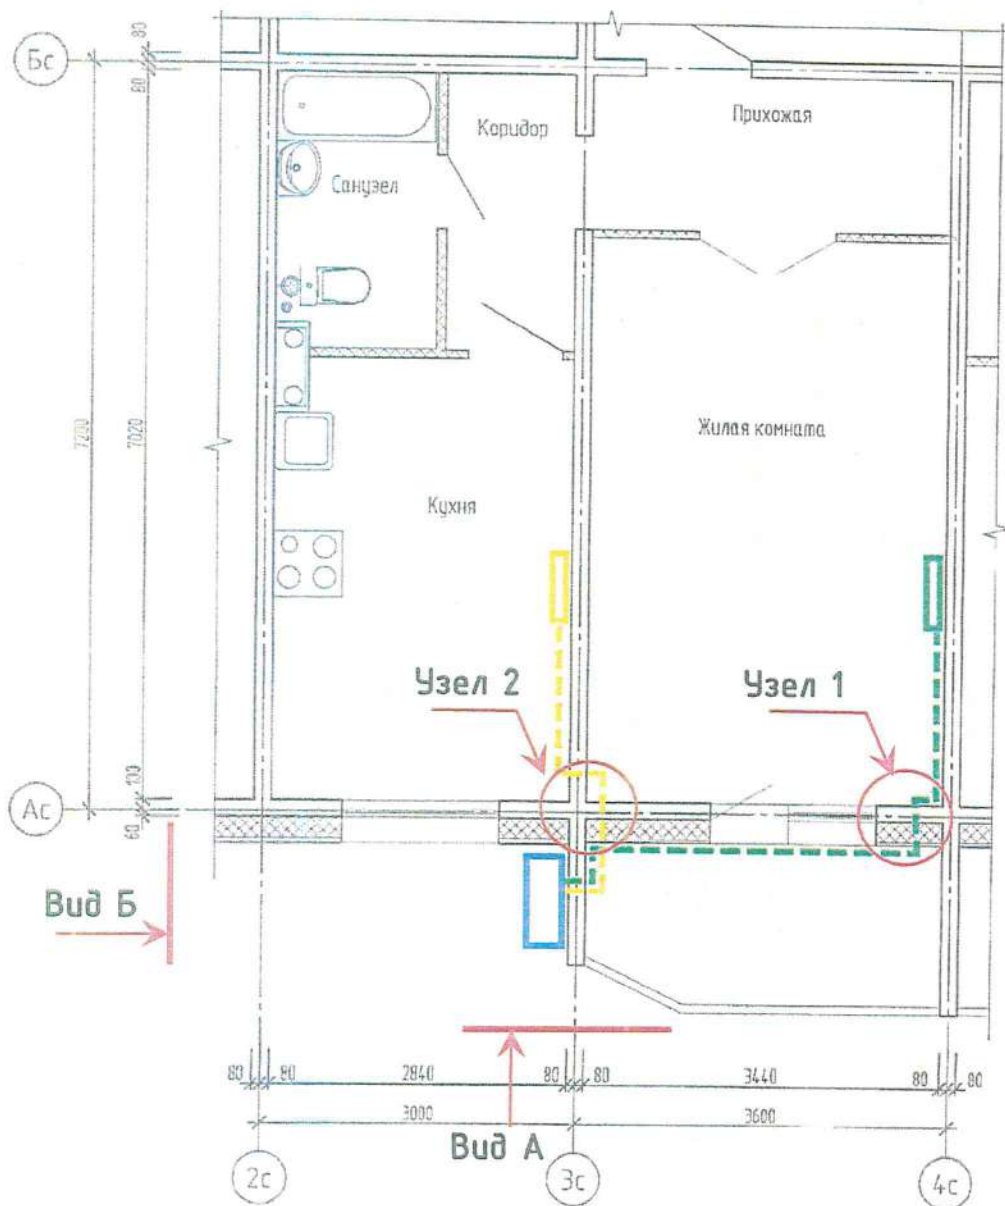 Бс
80
80
Коридор
Прихожая
Санузел
7200
7020
Жилая комната
Кухня
Узел 2
Узел 1
100
Ас
60
Вид Б
80
80
2840
80
80
3440
80
80
3000
3600
Вид А
2с
3с
4с